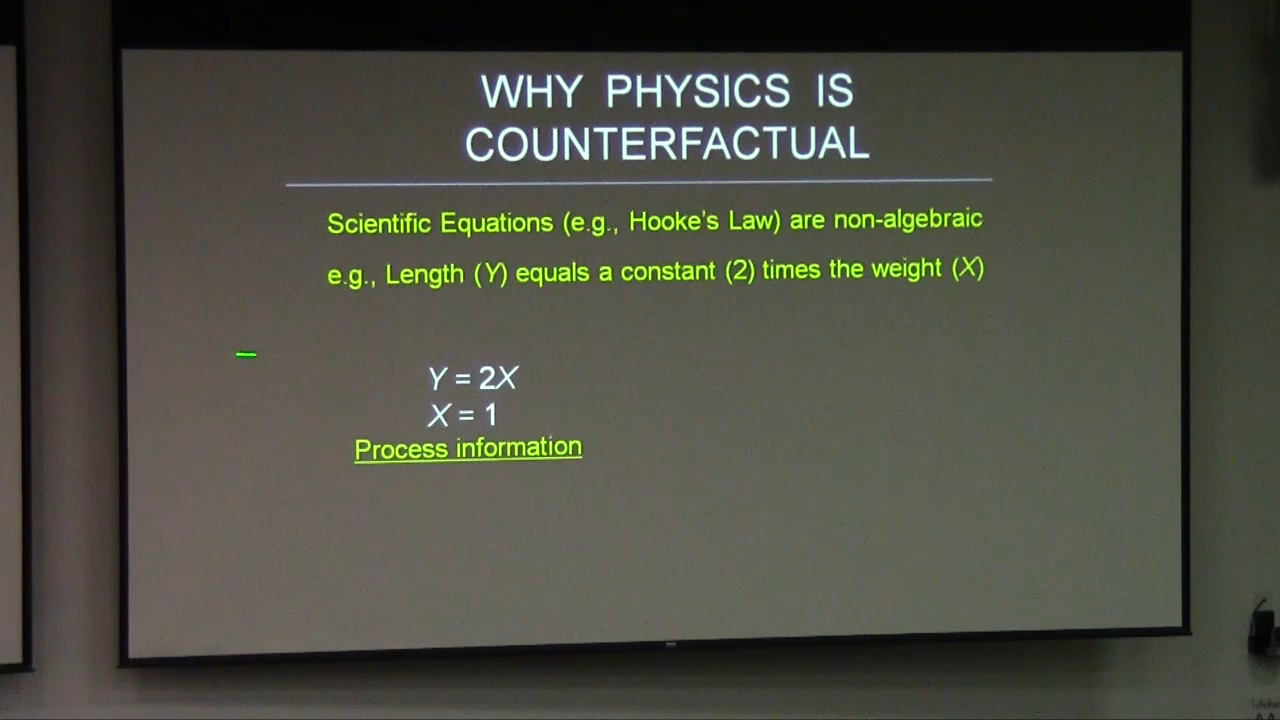 WHY PHYSICS IS
COUNTERFACTUAL
Scientific Equations (e.g., Hooke's Law) are non-algebraic
e.g., Length (Y) equals a constant (2) times the weight (X)
Y = 2X
X = 1
Process information